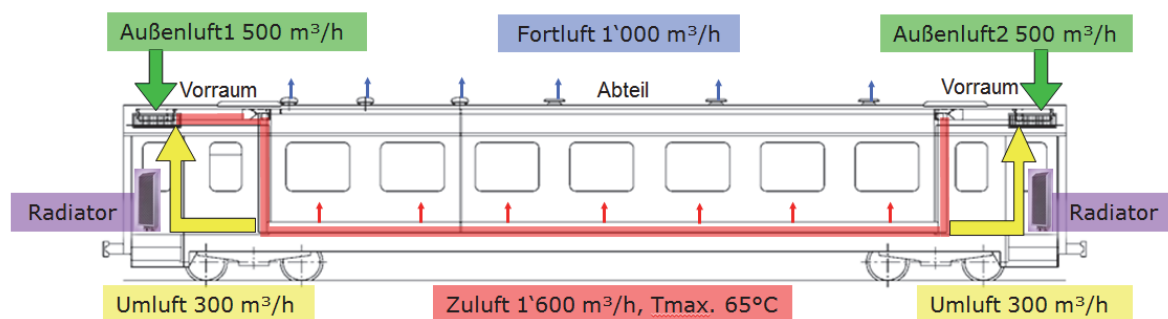 Außenluft1 500 m³/h
Fortluft 1‘000 m³/h
Außenluft2 500 m³/h
Vorraum
Abteil
Vorraum
Radiator
Radiator
Umluft 300 m³/h
Zuluft 1‘600 m³/h, Tmax. 65°C
Umluft 300 m³/h